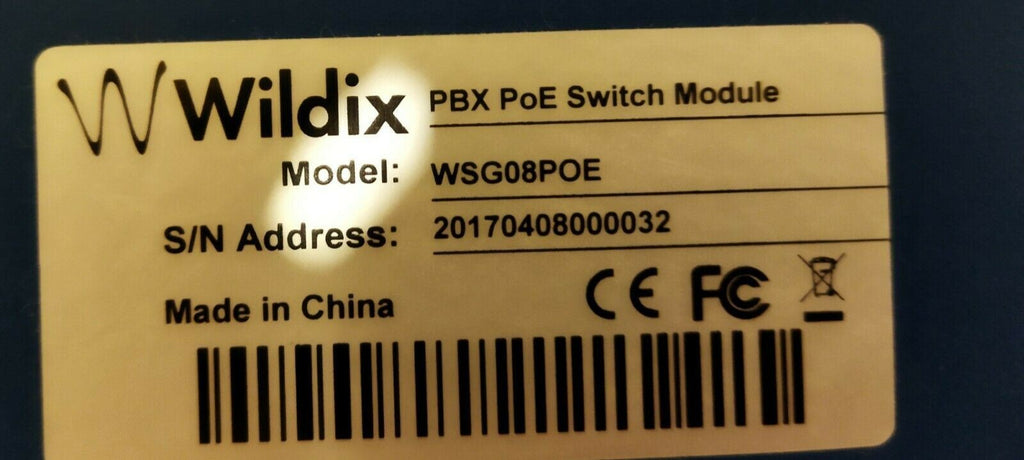 Wildix PBX PoE Switch Module
Model: WSG08POE
S/N Address: 20170408000032
Made in China CE FC